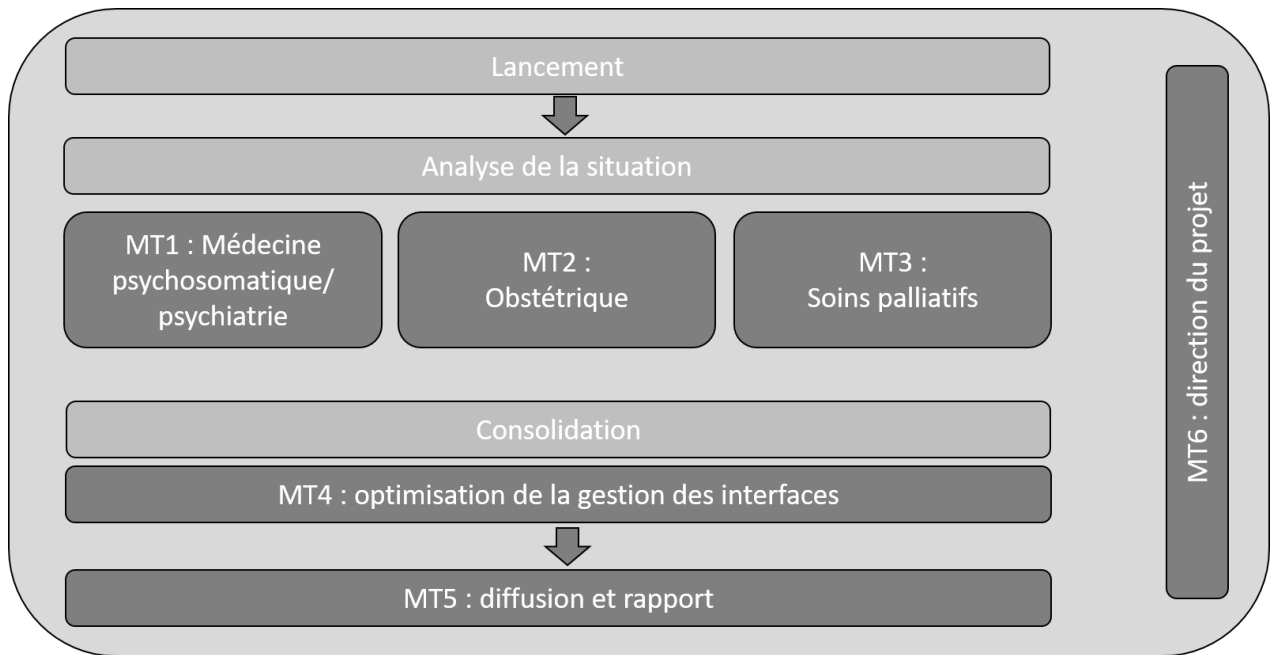 Lancement
Analyse de la situation
MT1 : Médecine
psychosomatique/
psychiatrie
MT2 :
Obstétrique
MT3 :
Soins palliatifs
Consolidation
MT4 : optimisation de la gestion des interfaces
MT5 : diffusion et rapport
MT6 : direction du projet